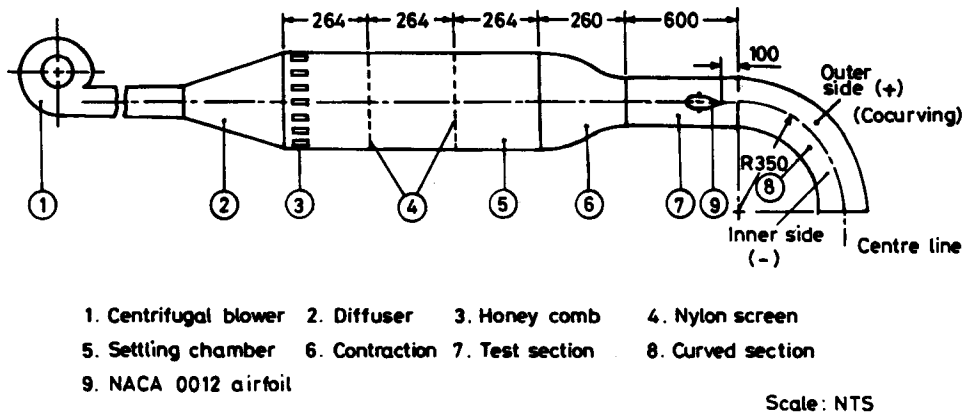 264 264 264 260 600
100
Outer
side (+)
(Cocurving)
R350
1 2 3 4 5 6 7 9 8
Inner side
(-)
Centre line
1. Centrifugal blower 2. Diffuser 3. Honey comb 4. Nylon screen
5. Settling chamber 6. Contraction 7. Test section 8. Curved section
9. NACA 0012 airfoil
Scale: NTS